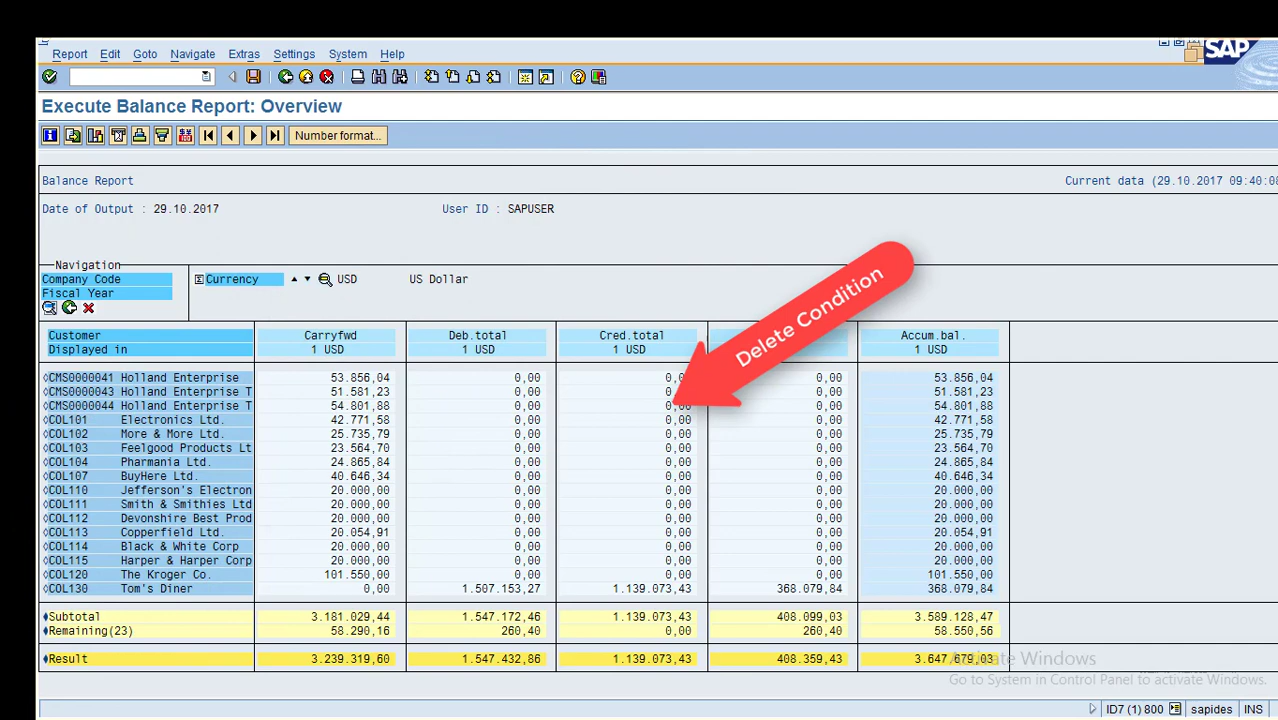 Report Edit Goto Navigate Extras Settings System Help
SAP
Execute Balance Report: Overview
Number format...
Balance Report Current data (29.10.2017 09:40:08
Date of Output : 29.10.2017 User ID : SAPUSER
Navigation
Company Code Currency USD US Dollar
Fiscal Year
Delete Condition
Customer Carryfwd Deb.total Cred.total Accum.bal.
Displayed in 1 USD 1 USD 1 USD 1 USD
CMS0000041 Holland Enterprise 53.856,04 0,00 0,00 0,00 53.856,04
CMS0000043 Holland Enterprise T 51.581,23 0,00 0,00 51.581,23
CMS0000044 Holland Enterprise T 54.801,88 0,00 0,00 0,00 54.801,88
COL101 Electronics Ltd. 42.771,58 0,00 0,00 0,00 42.771,58
COL102 More & More Ltd. 25.735,79 0,00 0,00 0,00 25.735,79
COL103 Feelgood Products Lt 23.564,70 0,00 0,00 0,00 23.564,70
COL104 Pharmania Ltd. 24.865,84 0,00 0,00 0,00 24.865,84
COL107 BuyHere Ltd. 40.646,34 0,00 0,00 0,00 40.646,34
COL110 Jefferson's Electron 20.000,00 0,00 0,00 0,00 20.000,00
COL111 Smith & Smithies Ltd 20.000,00 0,00 0,00 0,00 20.000,00
COL112 Devonshire Best Prod 20.000,00 0,00 0,00 0,00 20.000,00
COL113 Copperfield Ltd. 20.054,91 0,00 0,00 0,00 20.054,91
COL114 Black & White Corp 20.000,00 0,00 0,00 0,00 20.000,00
COL115 Harper & Harper Corp 20.000,00 0,00 0,00 0,00 20.000,00
COL120 The Kroger Co. 101.550,00 0,00 0,00 0,00 101.550,00
COL130 Tom's Diner 0,00 1.507.153,27 1.139.073,43 368.079,84 368.079,84
Subtotal 3.181.029,44 1.547.172,46 1.139.073,43 408.099,03 3.589.128,47
Remaining(23) 58.290,16 260,40 0,00 260,40 58.550,56
Result 3.239.319,60 1.547.432,86 1.139.073,43 408.359,43 3.647.679,03
Activate Windows
Go to System in Control Panel to activate Windows.
ID7 (1) 800 sapides INS